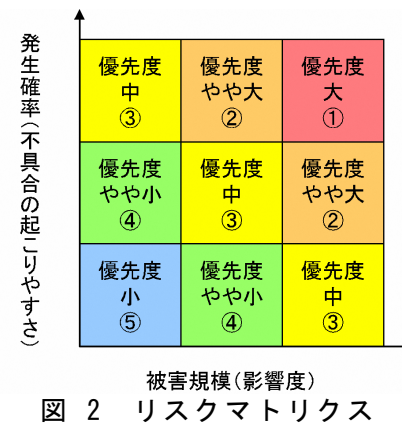 発生確率(不具合の起こりやすさ)
優先度
中
③
優先度
やや大
②
優先度
大
①
優先度
やや小
④
優先度
中
③
優先度
やや大
②
優先度
小
⑤
優先度
やや小
④
優先度
中
③
被害規模(影響度)
図 2 リスクマトリクス